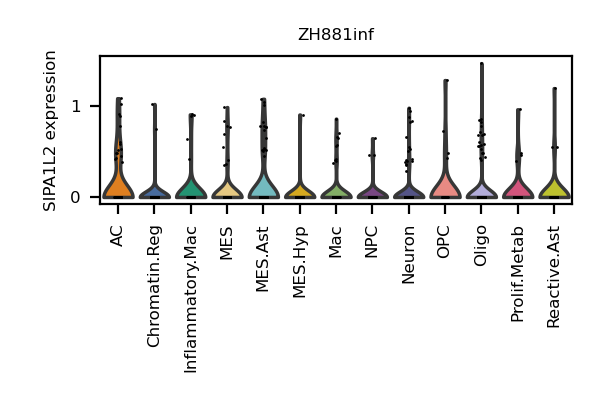 ZH881inf
SIPA1L2 expression
1
0
AC
Chromatin.Reg
Inflammatory.Mac
MES
MES.Ast
MES.Hyp
Mac
NPC
Neuron
OPC
Oligo
Prolif.Metab
Reactive.Ast